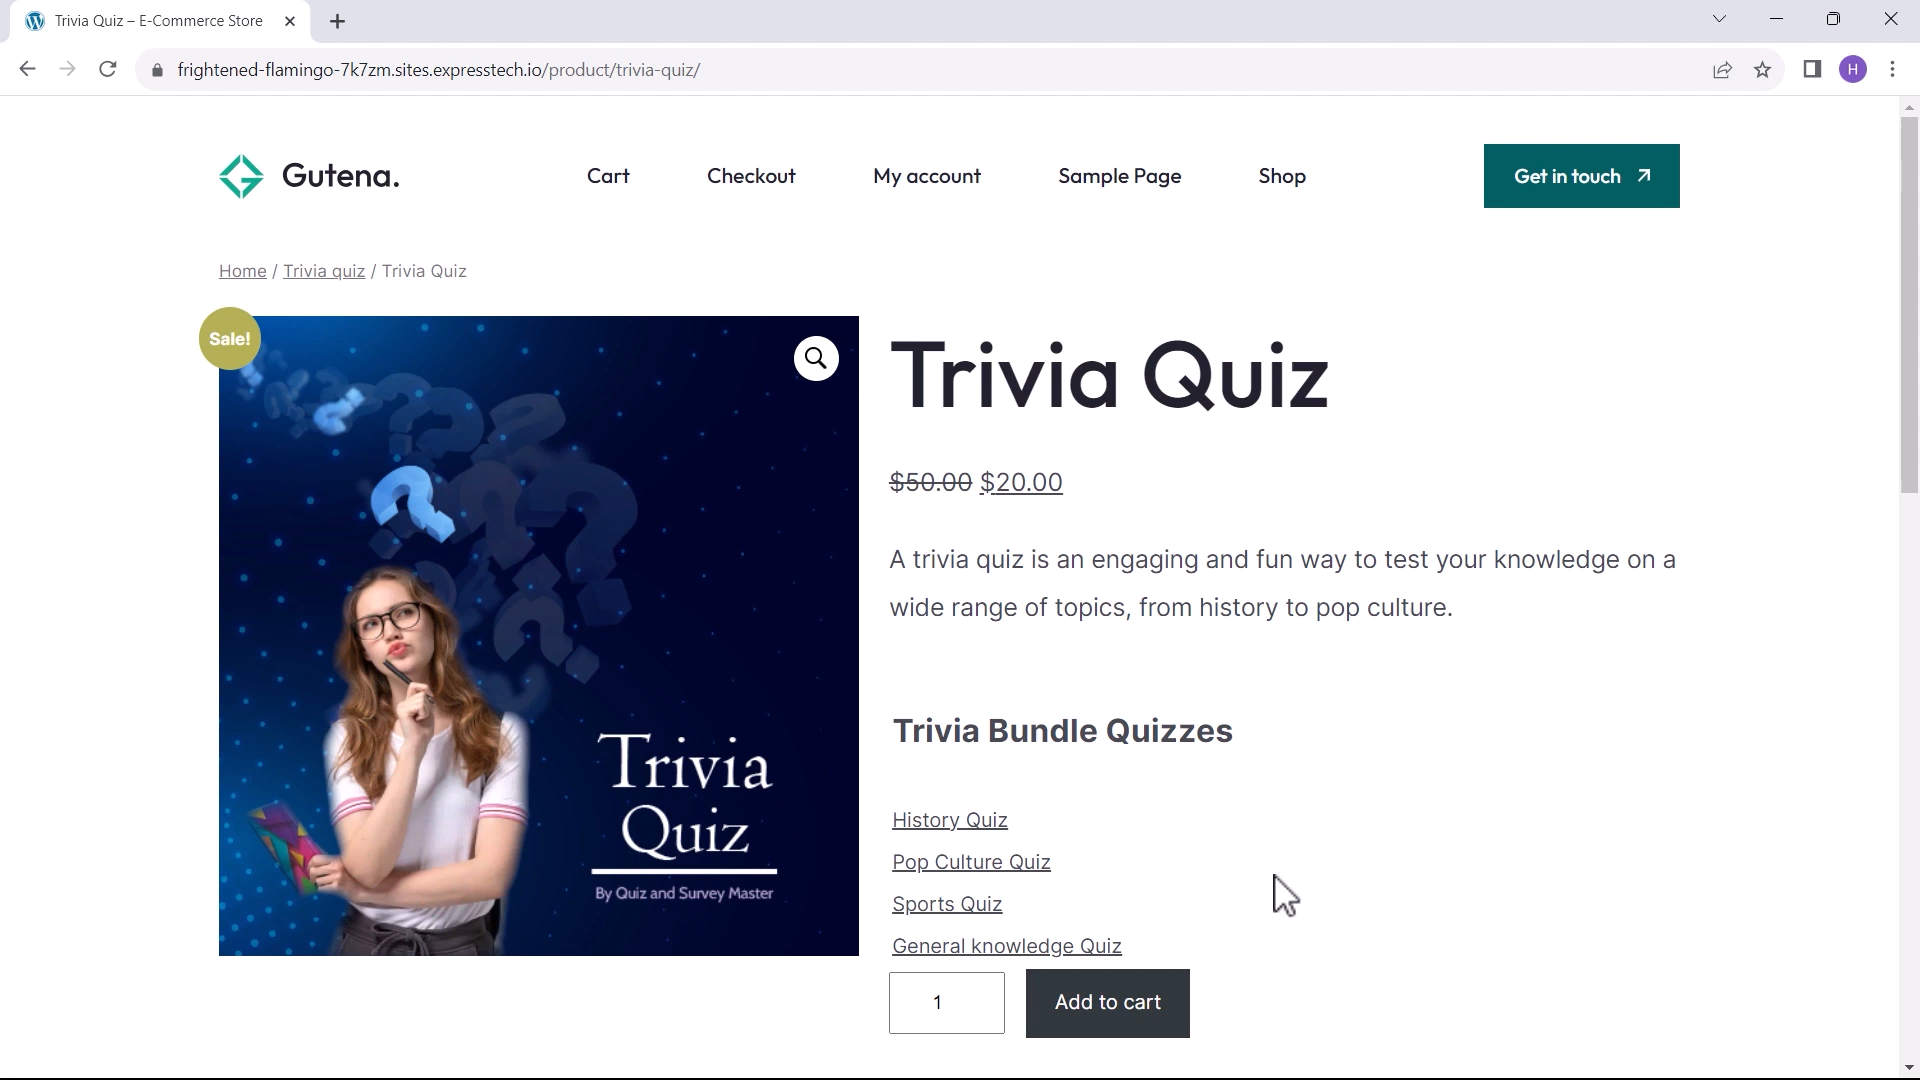 Trivia Quiz – E-Commerce Store
frightened-flamingo-7k7zm.sites.expresstech.io/product/trivia-quiz/
H
Gutena.
Cart
Checkout
My account
Sample Page
Shop
Get in touch
Home / Trivia quiz / Trivia Quiz
Sale!
Trivia
Quiz
By Quiz and Survey Master
Trivia Quiz
$50.00 $20.00
A trivia quiz is an engaging and fun way to test your knowledge on a
wide range of topics, from history to pop culture.
Trivia Bundle Quizzes
History Quiz
Pop Culture Quiz
Sports Quiz
General knowledge Quiz
1
Add to cart